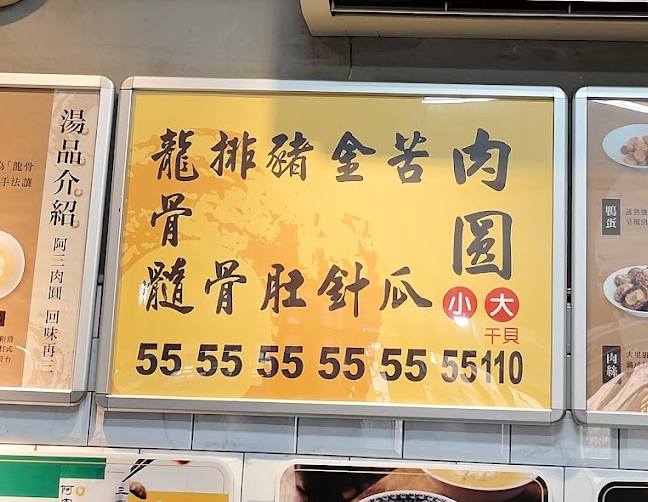 肉圓
小 大
干貝
55 110
苦瓜
55
金針
55
豬肚
55
排骨
55
龍骨髓
55
湯品介紹
阿三肉圓 回味再三
鴨蛋
肉絲